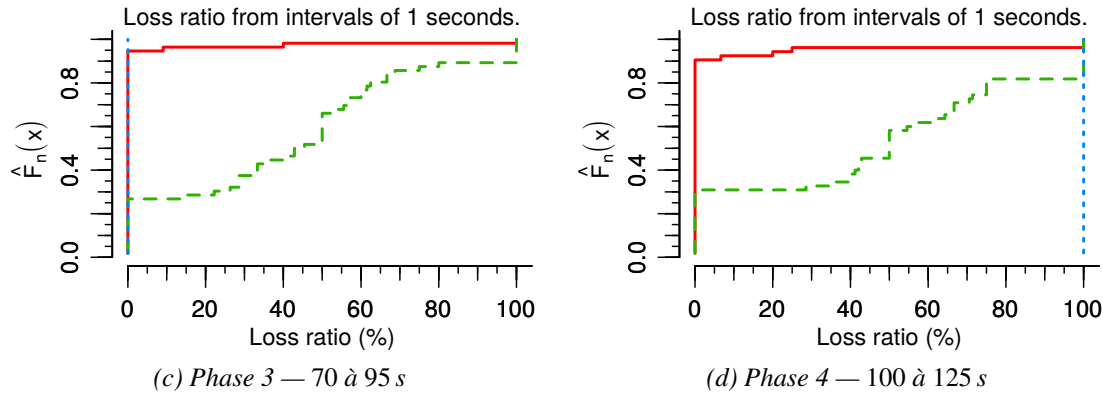 Loss ratio from intervals of 1 seconds.
F̂n(x)
0.8
0.4
0.0
0 20 40 60 80 100
Loss ratio (%)
(c) Phase 3 — 70 à 95 s
Loss ratio from intervals of 1 seconds.
F̂n(x)
0.8
0.4
0.0
0 20 40 60 80 100
Loss ratio (%)
(d) Phase 4 — 100 à 125 s